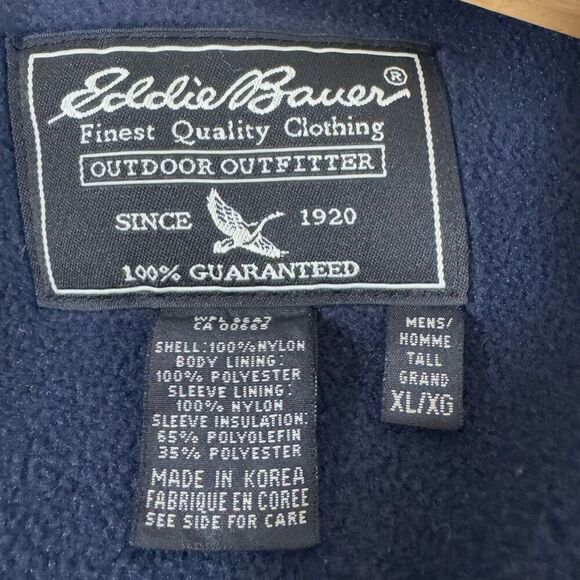 Eddie Bauer®
Finest Quality Clothing
OUTDOOR OUTFITTER
SINCE 1920
100% GUARANTEED
WPL 6647
CA 00665
SHELL:100%NYLON
BODY LINING:
100% POLYESTER
SLEEVE LINING:
100% NYLON
SLEEVE INSULATION:
65% POLYOLEFIN
35% POLYESTER
MADE IN KOREA
FABRIQUE EN COREE
SEE SIDE FOR CARE
MENS/
HOMME
TALL
GRAND
XL/XG